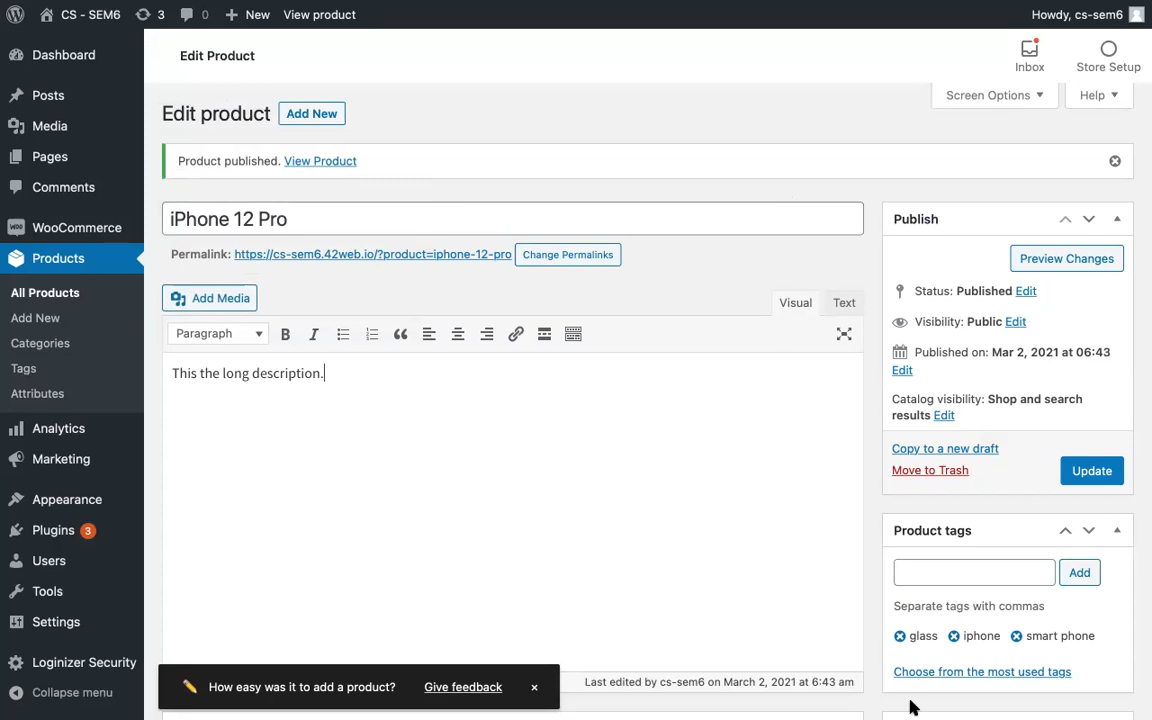 CS - SEM6 3 0 New View product Howdy, cs-sem6
Dashboard
Posts
Media
Pages
Comments
WooCommerce
Products
All Products
Add New
Categories
Tags
Attributes
Analytics
Marketing
Appearance
Plugins 3
Users
Tools
Settings
Loginizer Security
Collapse menu
Edit Product
Inbox Store Setup
Screen Options Help
Edit product Add New
Product published. View Product
iPhone 12 Pro
Permalink: https://cs-sem6.42web.io/?product=iphone-12-pro Change Permalinks
Add Media
Visual Text
Paragraph B I
This the long description.
Last edited by cs-sem6 on March 2, 2021 at 6:43 am
How easy was it to add a product? Give feedback ×
Publish
Preview Changes
Status: Published Edit
Visibility: Public Edit
Published on: Mar 2, 2021 at 06:43
Edit
Catalog visibility: Shop and search
results Edit
Copy to a new draft
Move to Trash Update
Product tags
Add
Separate tags with commas
glass iphone smart phone
Choose from the most used tags